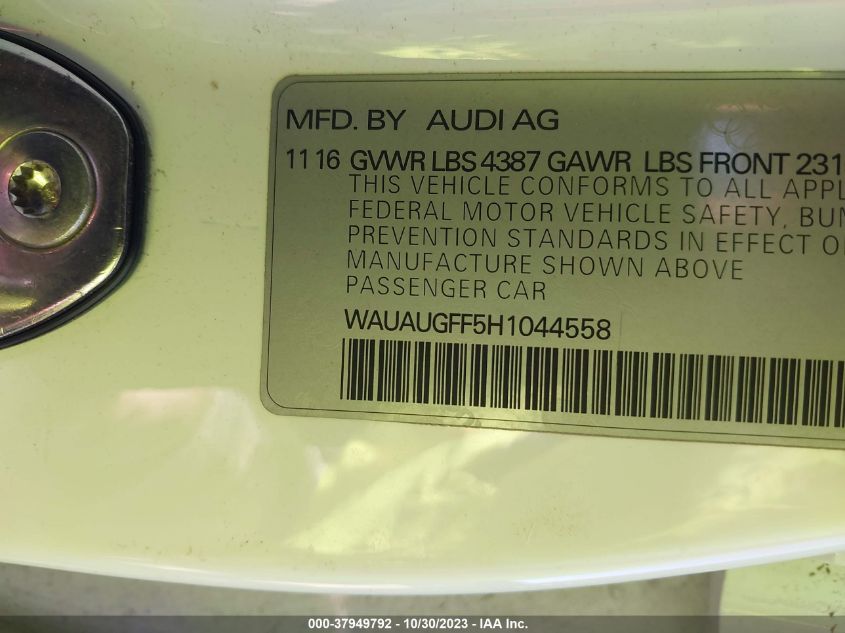 MFD. BY AUDI AG
11 16 GVWR LBS 4387 GAWR LBS FRONT 231
THIS VEHICLE CONFORMS TO ALL APPL
FEDERAL MOTOR VEHICLE SAFETY, BUM
PREVENTION STANDARDS IN EFFECT O
MANUFACTURE SHOWN ABOVE
PASSENGER CAR
WAUAUGFF5H1044558
000-37949792 - 10/30/2023 - IAA Inc.